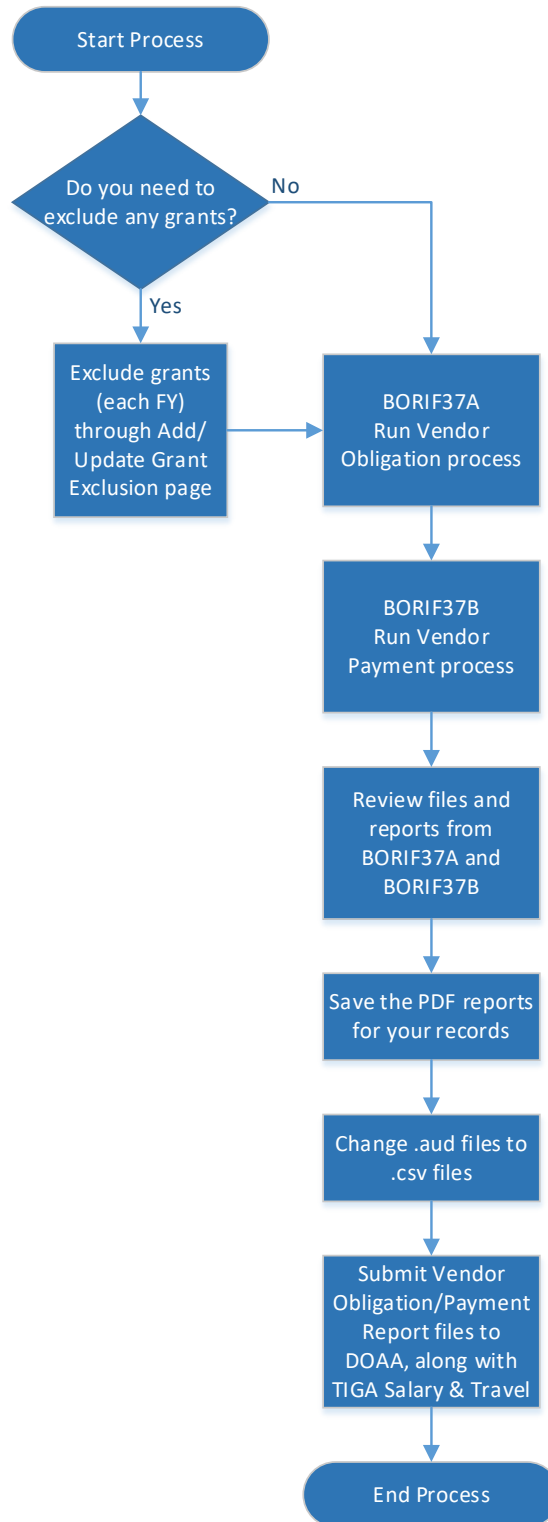 Start Process
Do you need to
exclude any grants?
No
Yes
Exclude grants
(each FY)
through Add/
Update Grant
Exclusion page
BORIF37A
Run Vendor
Obligation process
BORIF37B
Run Vendor
Payment process
Review files and
reports from
BORIF37A and
BORIF37B
Save the PDF reports
for your records
Change .aud files to
.csv files
Submit Vendor
Obligation/Payment
Report files to
DOAA, along with
TIGA Salary & Travel
End Process